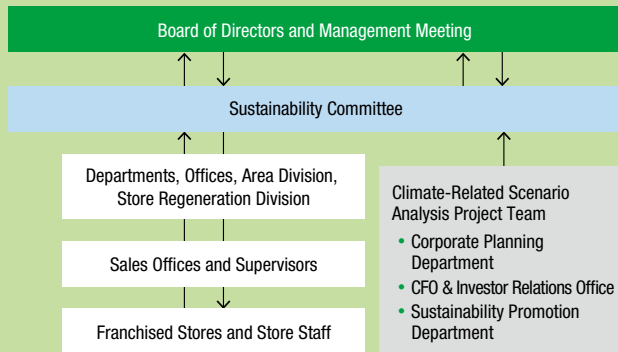 Board of Directors and Management Meeting
Sustainability Committee
Departments, Offices, Area Division,
Store Regeneration Division
Sales Offices and Supervisors
Franchised Stores and Store Staff
Climate-Related Scenario
Analysis Project Team
• Corporate Planning
Department
• CFO & Investor Relations Office
• Sustainability Promotion
Department